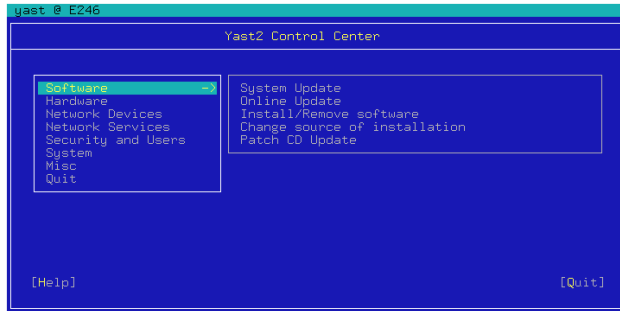 yast @ E246
Yast2 Control Center
Software ->
Hardware
Network Devices
Network Services
Security and Users
System
Misc
Quit
System Update
Online Update
Install/Remove software
Change source of installation
Patch CD Update
[Help] [Quit]